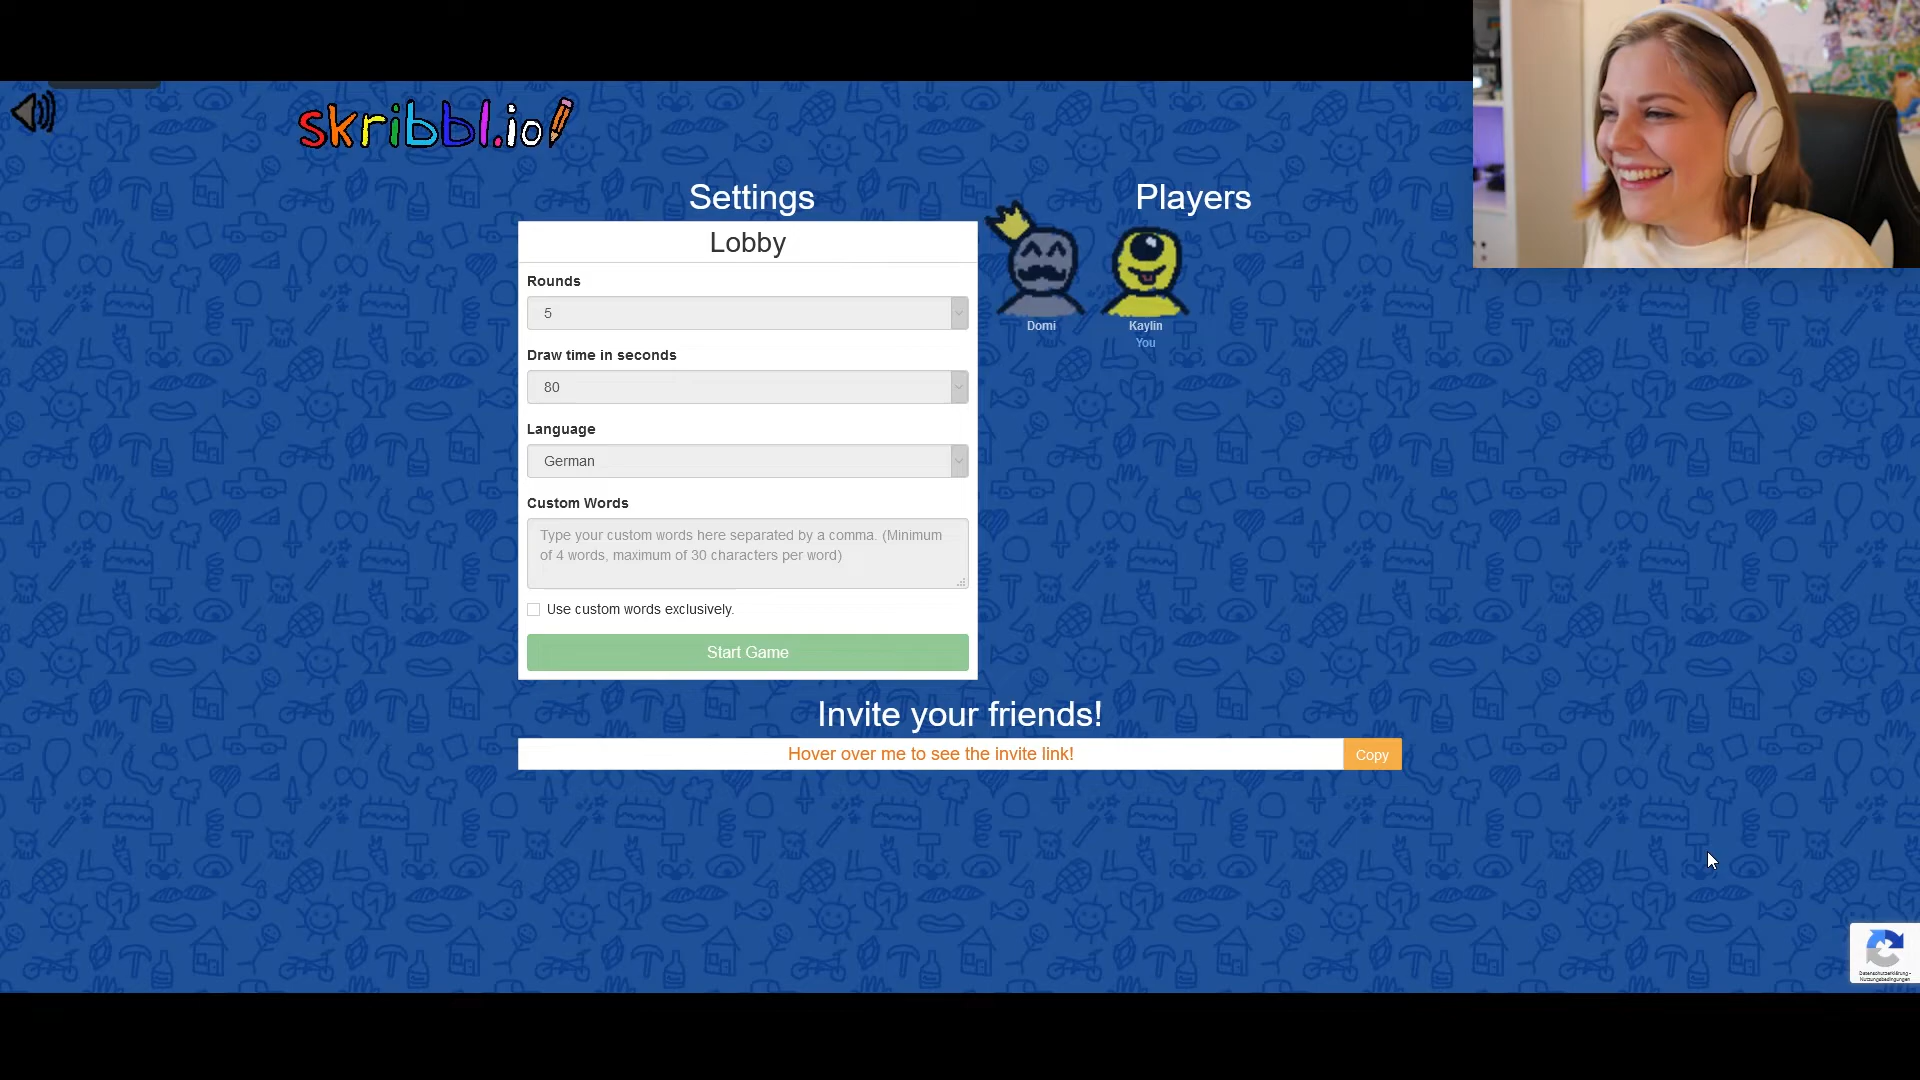 skribbl.io
Settings
Players
Lobby
Rounds
5
Draw time in seconds
80
Language
German
Custom Words
Type your custom words here separated by a comma. (Minimum
of 4 words, maximum of 30 characters per word)
Use custom words exclusively.
Start Game
Domi
Kaylin
You
Invite your friends!
Hover over me to see the invite link!
Copy
Datenschutzerklärung -
Nutzungsbedingungen